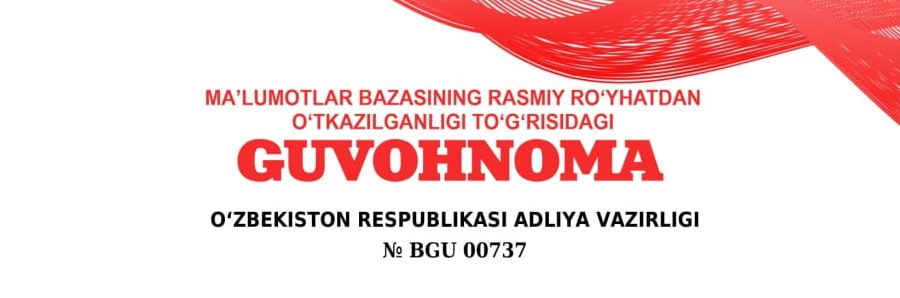 MA’LUMOTLAR BAZASINING RASMIY RO‘YHATDAN
O‘TKAZILGANLIGI TO‘G‘RISIDAGI
GUVOHNOMA
O‘ZBEKISTON RESPUBLIKASI ADLIYA VAZIRLIGI
№ BGU 00737